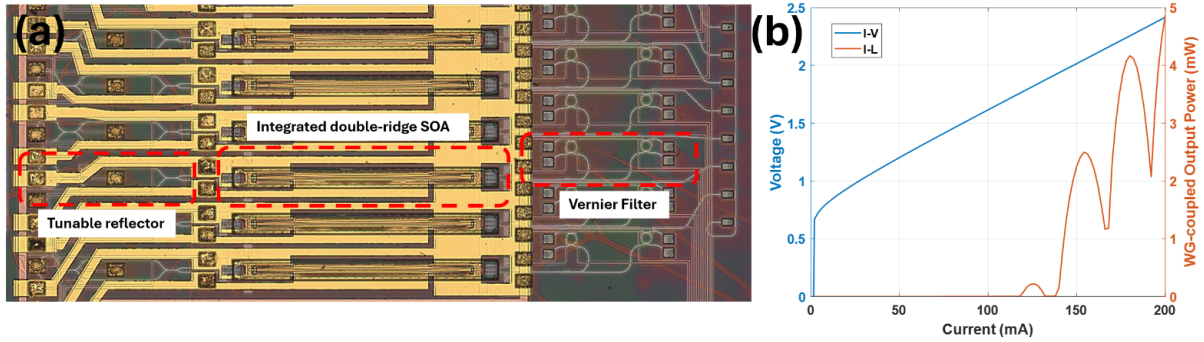 (a)
Integrated double-ridge SOA
Tunable reflector
Vernier Filter
(b)
I-V
I-L
Voltage (V)
2.5
2
1.5
1
0.5
0
WG-coupled Output Power (mW)
5
4
3
2
1
0
0 50 100 150 200
Current (mA)